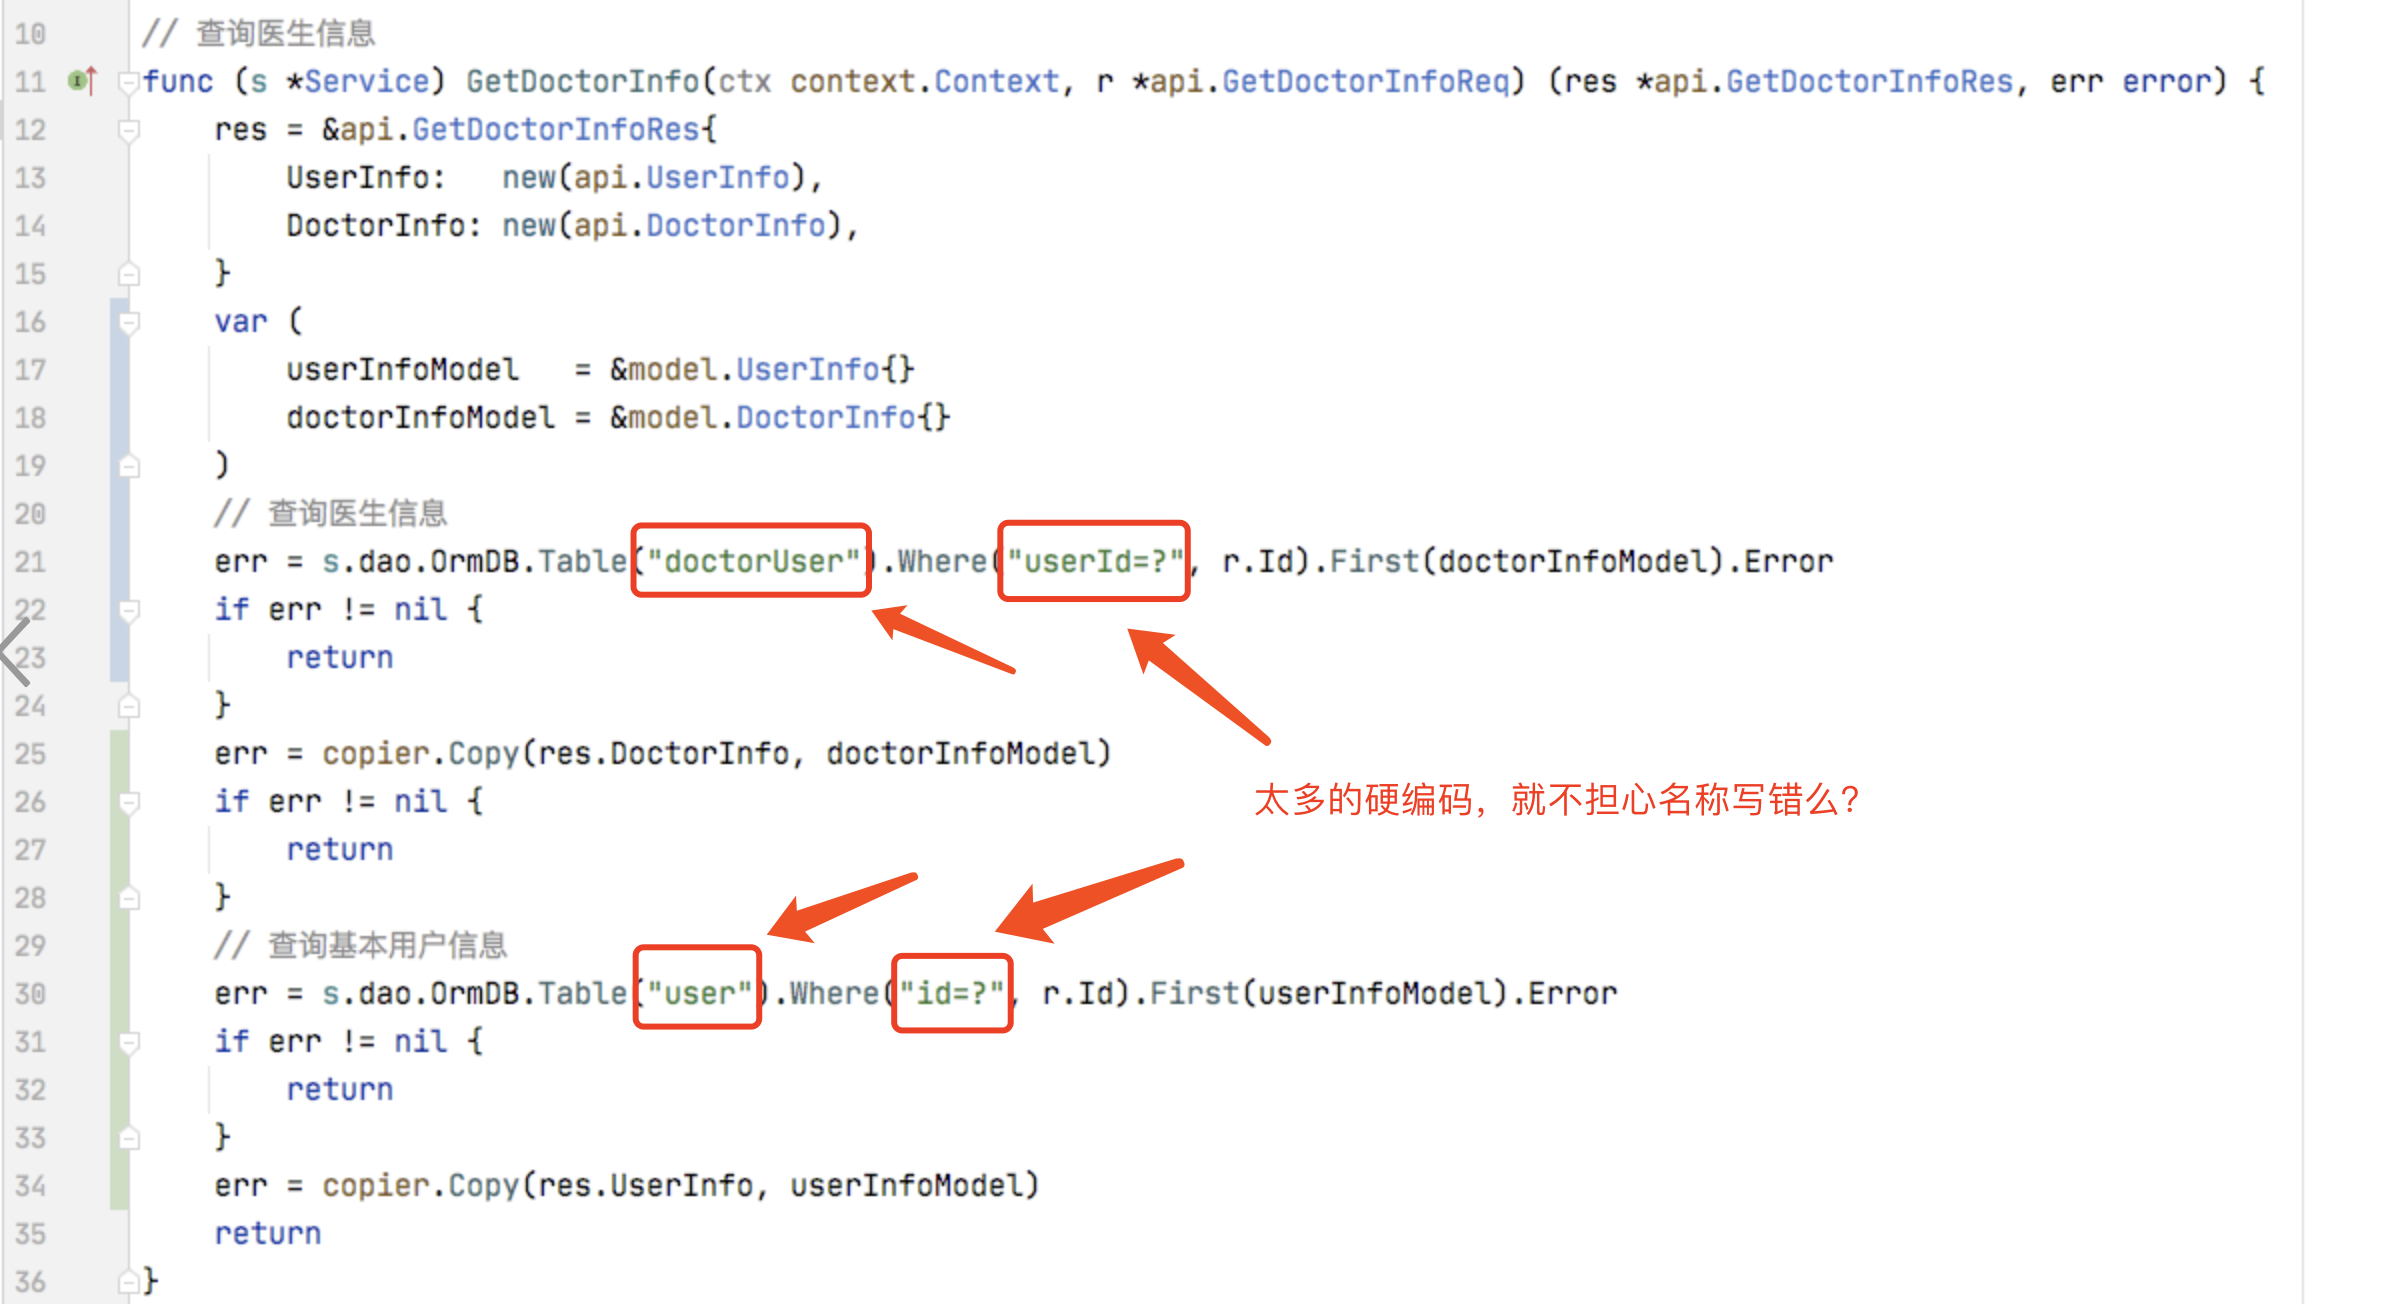 10 // 查询医生信息
11 func (s *Service) GetDoctorInfo(ctx context.Context, r *api.GetDoctorInfoReq) (res *api.GetDoctorInfoRes, err error) {
12     res = &api.GetDoctorInfoRes{
13         UserInfo:   new(api.UserInfo),
14         DoctorInfo: new(api.DoctorInfo),
15     }
16     var (
17         userInfoModel   = &model.UserInfo{}
18         doctorInfoModel = &model.DoctorInfo{}
19     )
20     // 查询医生信息
21     err = s.dao.OrmDB.Table("doctorUser").Where("userId=?", r.Id).First(doctorInfoModel).Error
22     if err != nil {
23         return
24     }
25     err = copier.Copy(res.DoctorInfo, doctorInfoModel)
太多的硬编码，就不担心名称写错么？
26     if err != nil {
27         return
28     }
29     // 查询基本用户信息
30     err = s.dao.OrmDB.Table("user").Where("id=?", r.Id).First(userInfoModel).Error
31     if err != nil {
32         return
33     }
34     err = copier.Copy(res.UserInfo, userInfoModel)
35     return
36 }